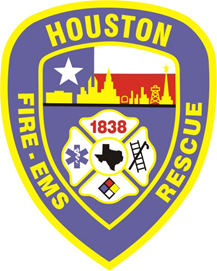 HOUSTON
FIRE-EMS
RESCUE
1838